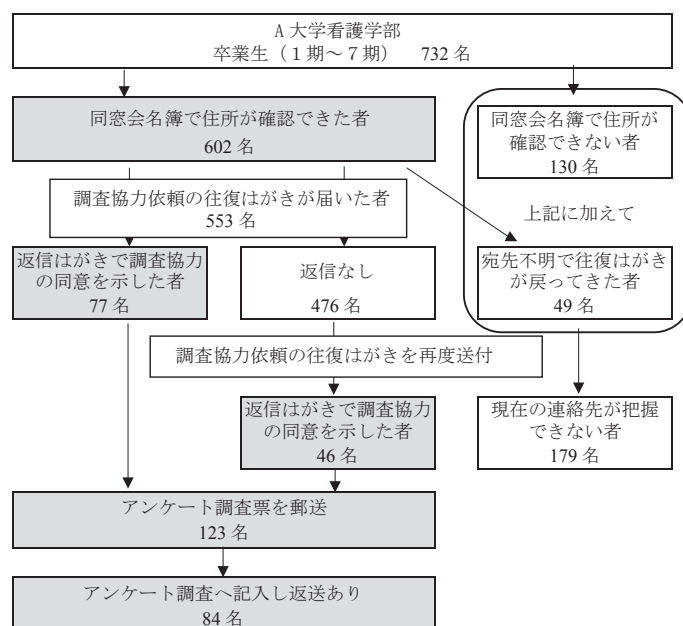 A 大学看護学部
卒業生（１期～７期） 732 名
同窓会名簿で住所が確認できた者
602 名
同窓会名簿で住所が
確認できない者
130 名
調査協力依頼の往復はがきが届いた者
553 名
上記に加えて
返信はがきで調査協力
の同意を示した者
77 名
返信なし
476 名
宛先不明で往復はがき
が戻ってきた者
49 名
調査協力依頼の往復はがきを再度送付
返信はがきで調査協力
の同意を示した者
46 名
現在の連絡先が把握
できない者
179 名
アンケート調査票を郵送
123 名
アンケート調査へ記入し返送あり
84 名